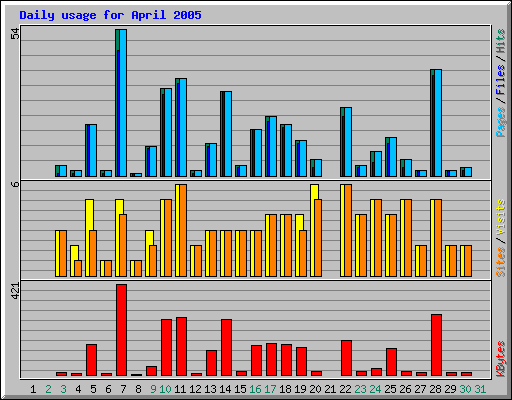 Daily usage for April 2005
54
Pages / Files / Hits
6
Sites / Visits
421
KBytes
1 2 3 4 5 6 7 8 9 10 11 12 13 14 15 16 17 18 19 20 21 22 23 24 25 26 27 28 29 30 31